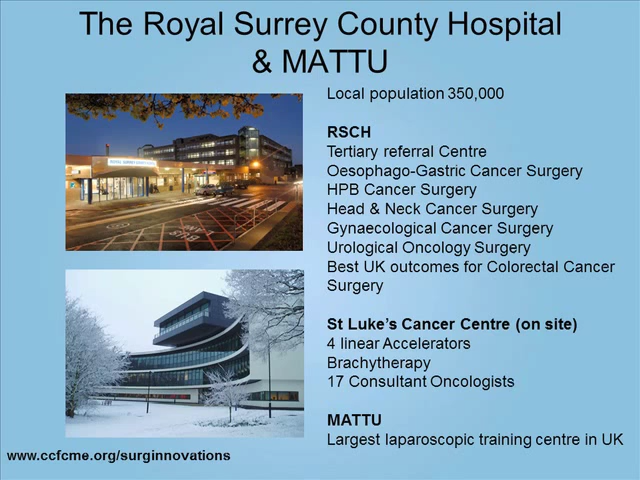 The Royal Surrey County Hospital
& MATTU
Local population 350,000
RSCH
Tertiary referral Centre
Oesophago-Gastric Cancer Surgery
HPB Cancer Surgery
Head & Neck Cancer Surgery
Gynaecological Cancer Surgery
Urological Oncology Surgery
Best UK outcomes for Colorectal Cancer
Surgery
St Luke's Cancer Centre (on site)
4 linear Accelerators
Brachytherapy
17 Consultant Oncologists
MATTU
Largest laparoscopic training centre in UK
www.ccfcme.org/surginnovations